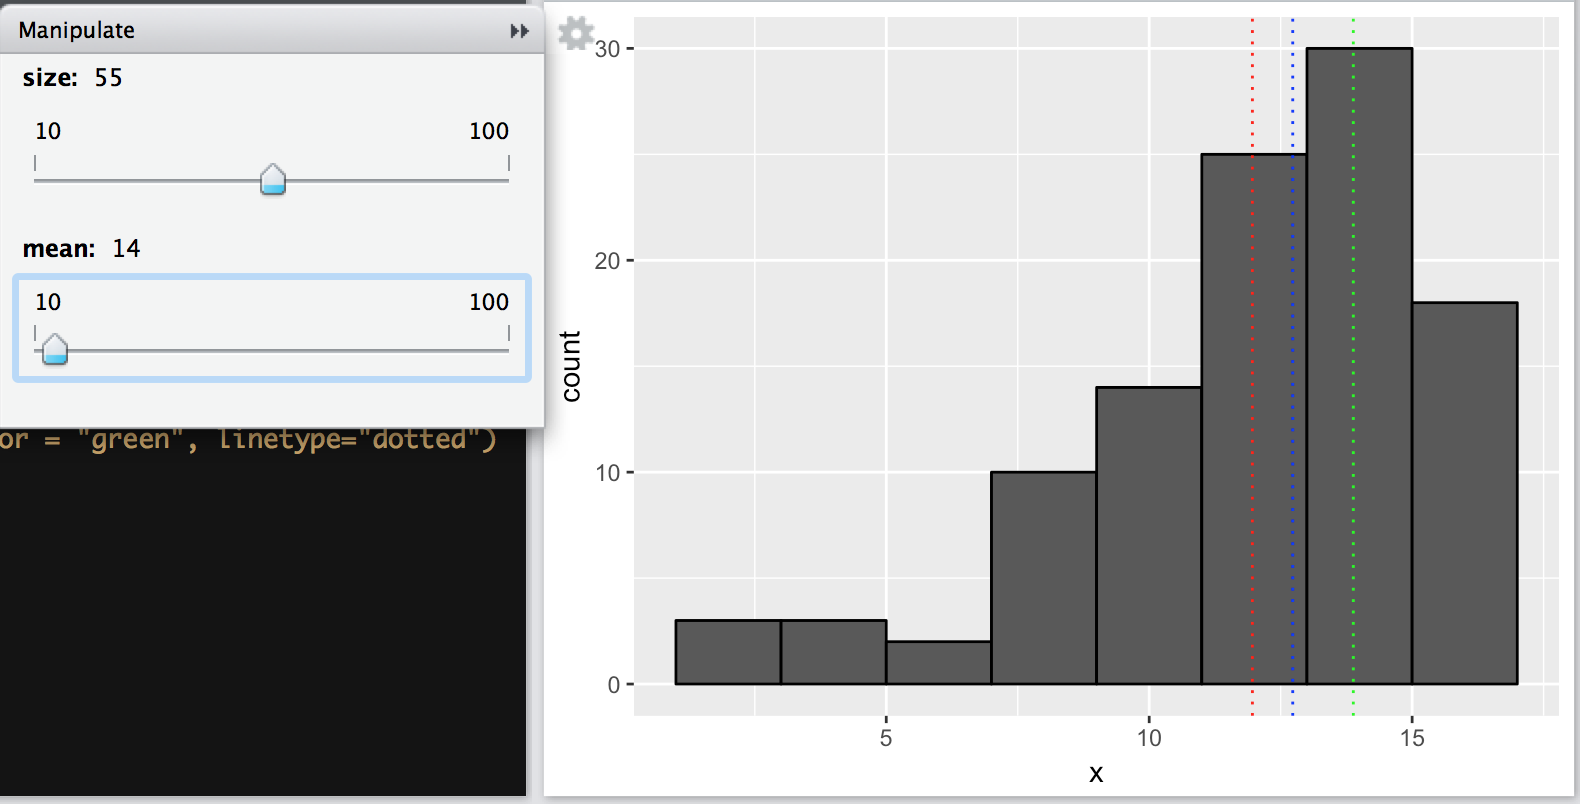 Manipulate
size: 55
10 100
mean: 14
10 100
or = "green", linetype="dotted")
30
20
10
0
count
5 10 15
x